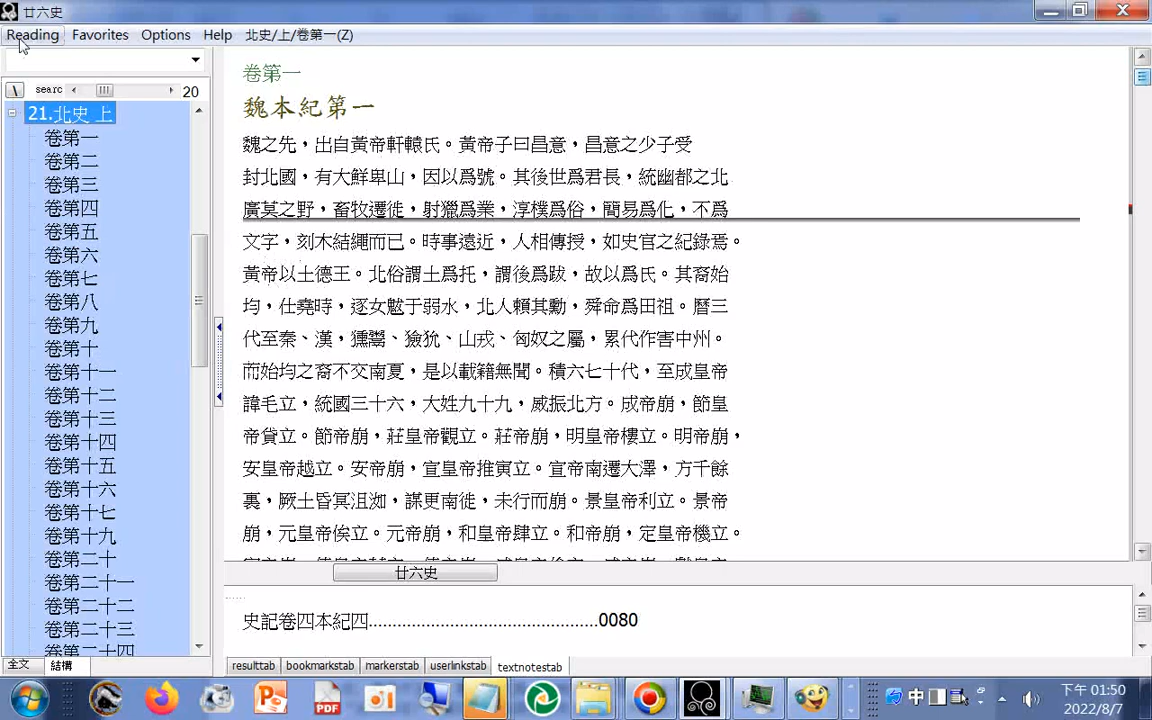 廿六史
Reading Favorites Options Help 北史/上/卷第一(Z)
searc 20
21.北史 上
卷第一
卷第二
卷第三
卷第四
卷第五
卷第六
卷第七
卷第八
卷第九
卷第十
卷第十一
卷第十二
卷第十三
卷第十四
卷第十五
卷第十六
卷第十七
卷第十九
卷第二十
卷第二十一
卷第二十二
卷第二十三
卷第二十四
全文 結構
卷第一
魏本紀第一
魏之先，出自黃帝軒轅氏。黃帝子曰昌意，昌意之少子受
封北國，有大鮮卑山，因以爲號。其後世爲君長，統幽都之北
廣莫之野，畜牧遷徙，射獵爲業，淳樸爲俗，簡易爲化，不爲
文字，刻木結繩而已。時事遠近，人相傳授，如史官之紀錄焉。
黃帝以土德王。北俗謂土爲托，謂後爲跋，故以爲氏。其裔始
均，仕堯時，逐女魃于弱水，北人賴其勳，舜命爲田祖。曆三
代至秦、漢，獯鬻、獫狁、山戎、匈奴之屬，累代作害中州。
而始均之裔不交南夏，是以載籍無聞。積六七十代，至成皇帝
諱毛立，統國三十六，大姓九十九，威振北方。成帝崩，節皇
帝貸立。節帝崩，莊皇帝觀立。莊帝崩，明皇帝樓立。明帝崩，
安皇帝越立。安帝崩，宣皇帝推寅立。宣帝南遷大澤，方千餘
裏，厥土昏冥沮洳，謀更南徙，未行而崩。景皇帝利立。景帝
崩，元皇帝俟立。元帝崩，和皇帝肆立。和帝崩，定皇帝機立。
廿六史
史記卷四本紀四..............................................0080
resulttab bookmarkstab markerstab userlinkstab textnotestab
PDF
中
下午 01:50
2022/8/7